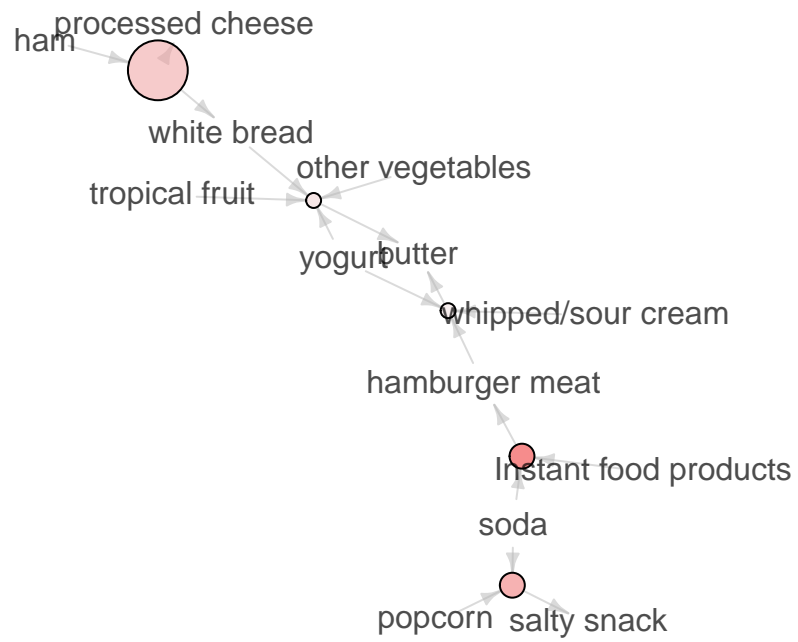 processed cheese
ham
white bread
other vegetables
tropical fruit
yogurt
butter
whipped/sour cream
hamburger meat
Instant food products
soda
popcorn
salty snack